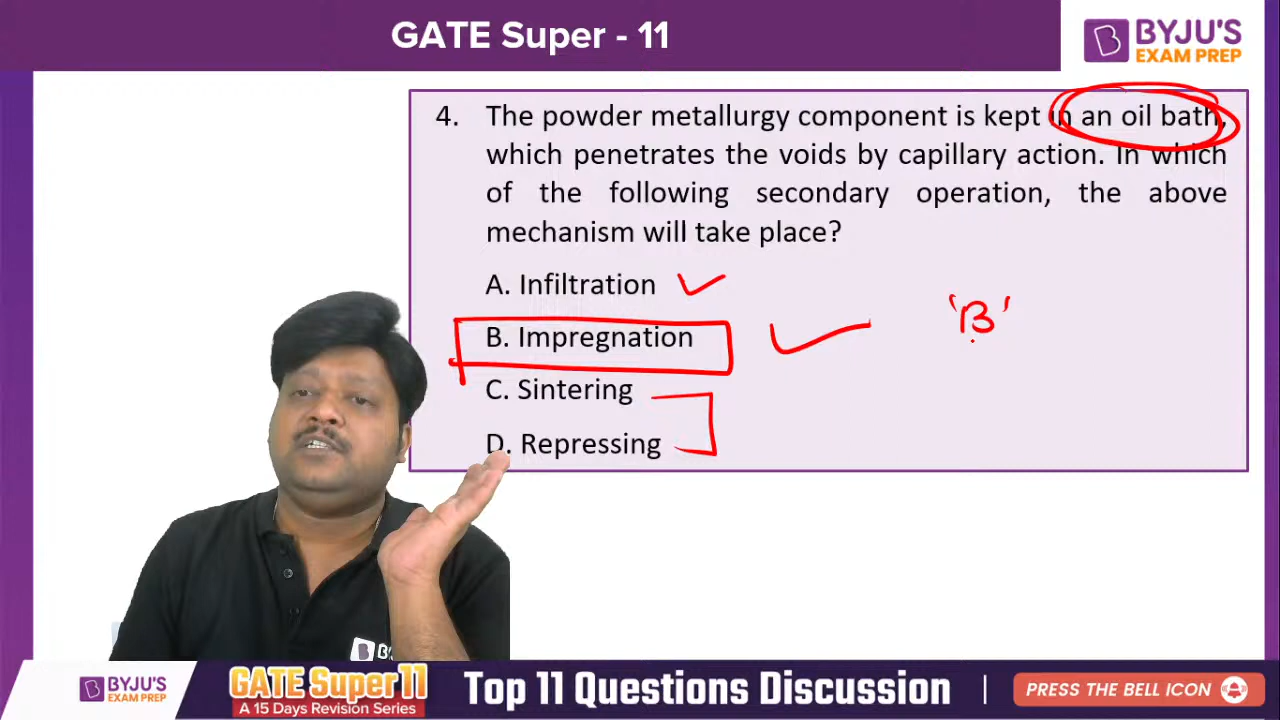 GATE Super - 11
BYJU'S
EXAM PREP
4. The powder metallurgy component is kept in an oil bath,
which penetrates the voids by capillary action. In which
of the following secondary operation, the above
mechanism will take place?
A. Infiltration
B. Impregnation
'B'
C. Sintering
D. Repressing
BYJU'S
EXAM PREP
GATE Super 11
A 15 Days Revision Series
Top 11 Questions Discussion
PRESS THE BELL ICON